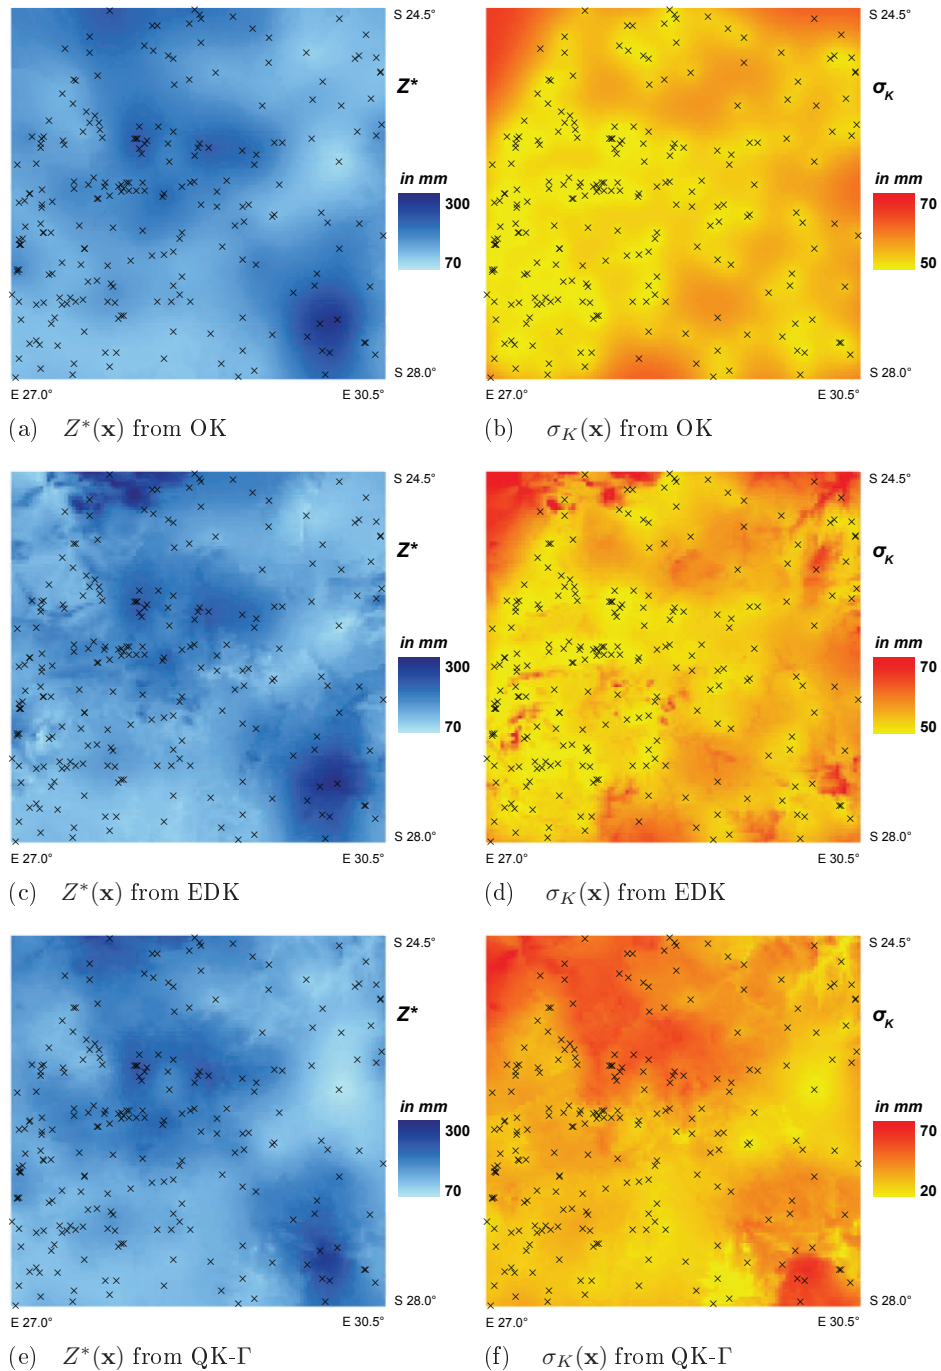 S 24.5°
Z*
in mm
300
70
S 28.0°
E 27.0° E 30.5°
(a) Z*(x) from OK
S 24.5°
σK
in mm
70
50
S 28.0°
E 27.0° E 30.5°
(b) σK(x) from OK
S 24.5°
Z*
in mm
300
70
S 28.0°
E 27.0° E 30.5°
(c) Z*(x) from EDK
S 24.5°
σK
in mm
70
50
S 28.0°
E 27.0° E 30.5°
(d) σK(x) from EDK
S 24.5°
Z*
in mm
300
70
S 28.0°
E 27.0° E 30.5°
(e) Z*(x) from QK-Γ
S 24.5°
σK
in mm
70
20
S 28.0°
E 27.0° E 30.5°
(f) σK(x) from QK-Γ